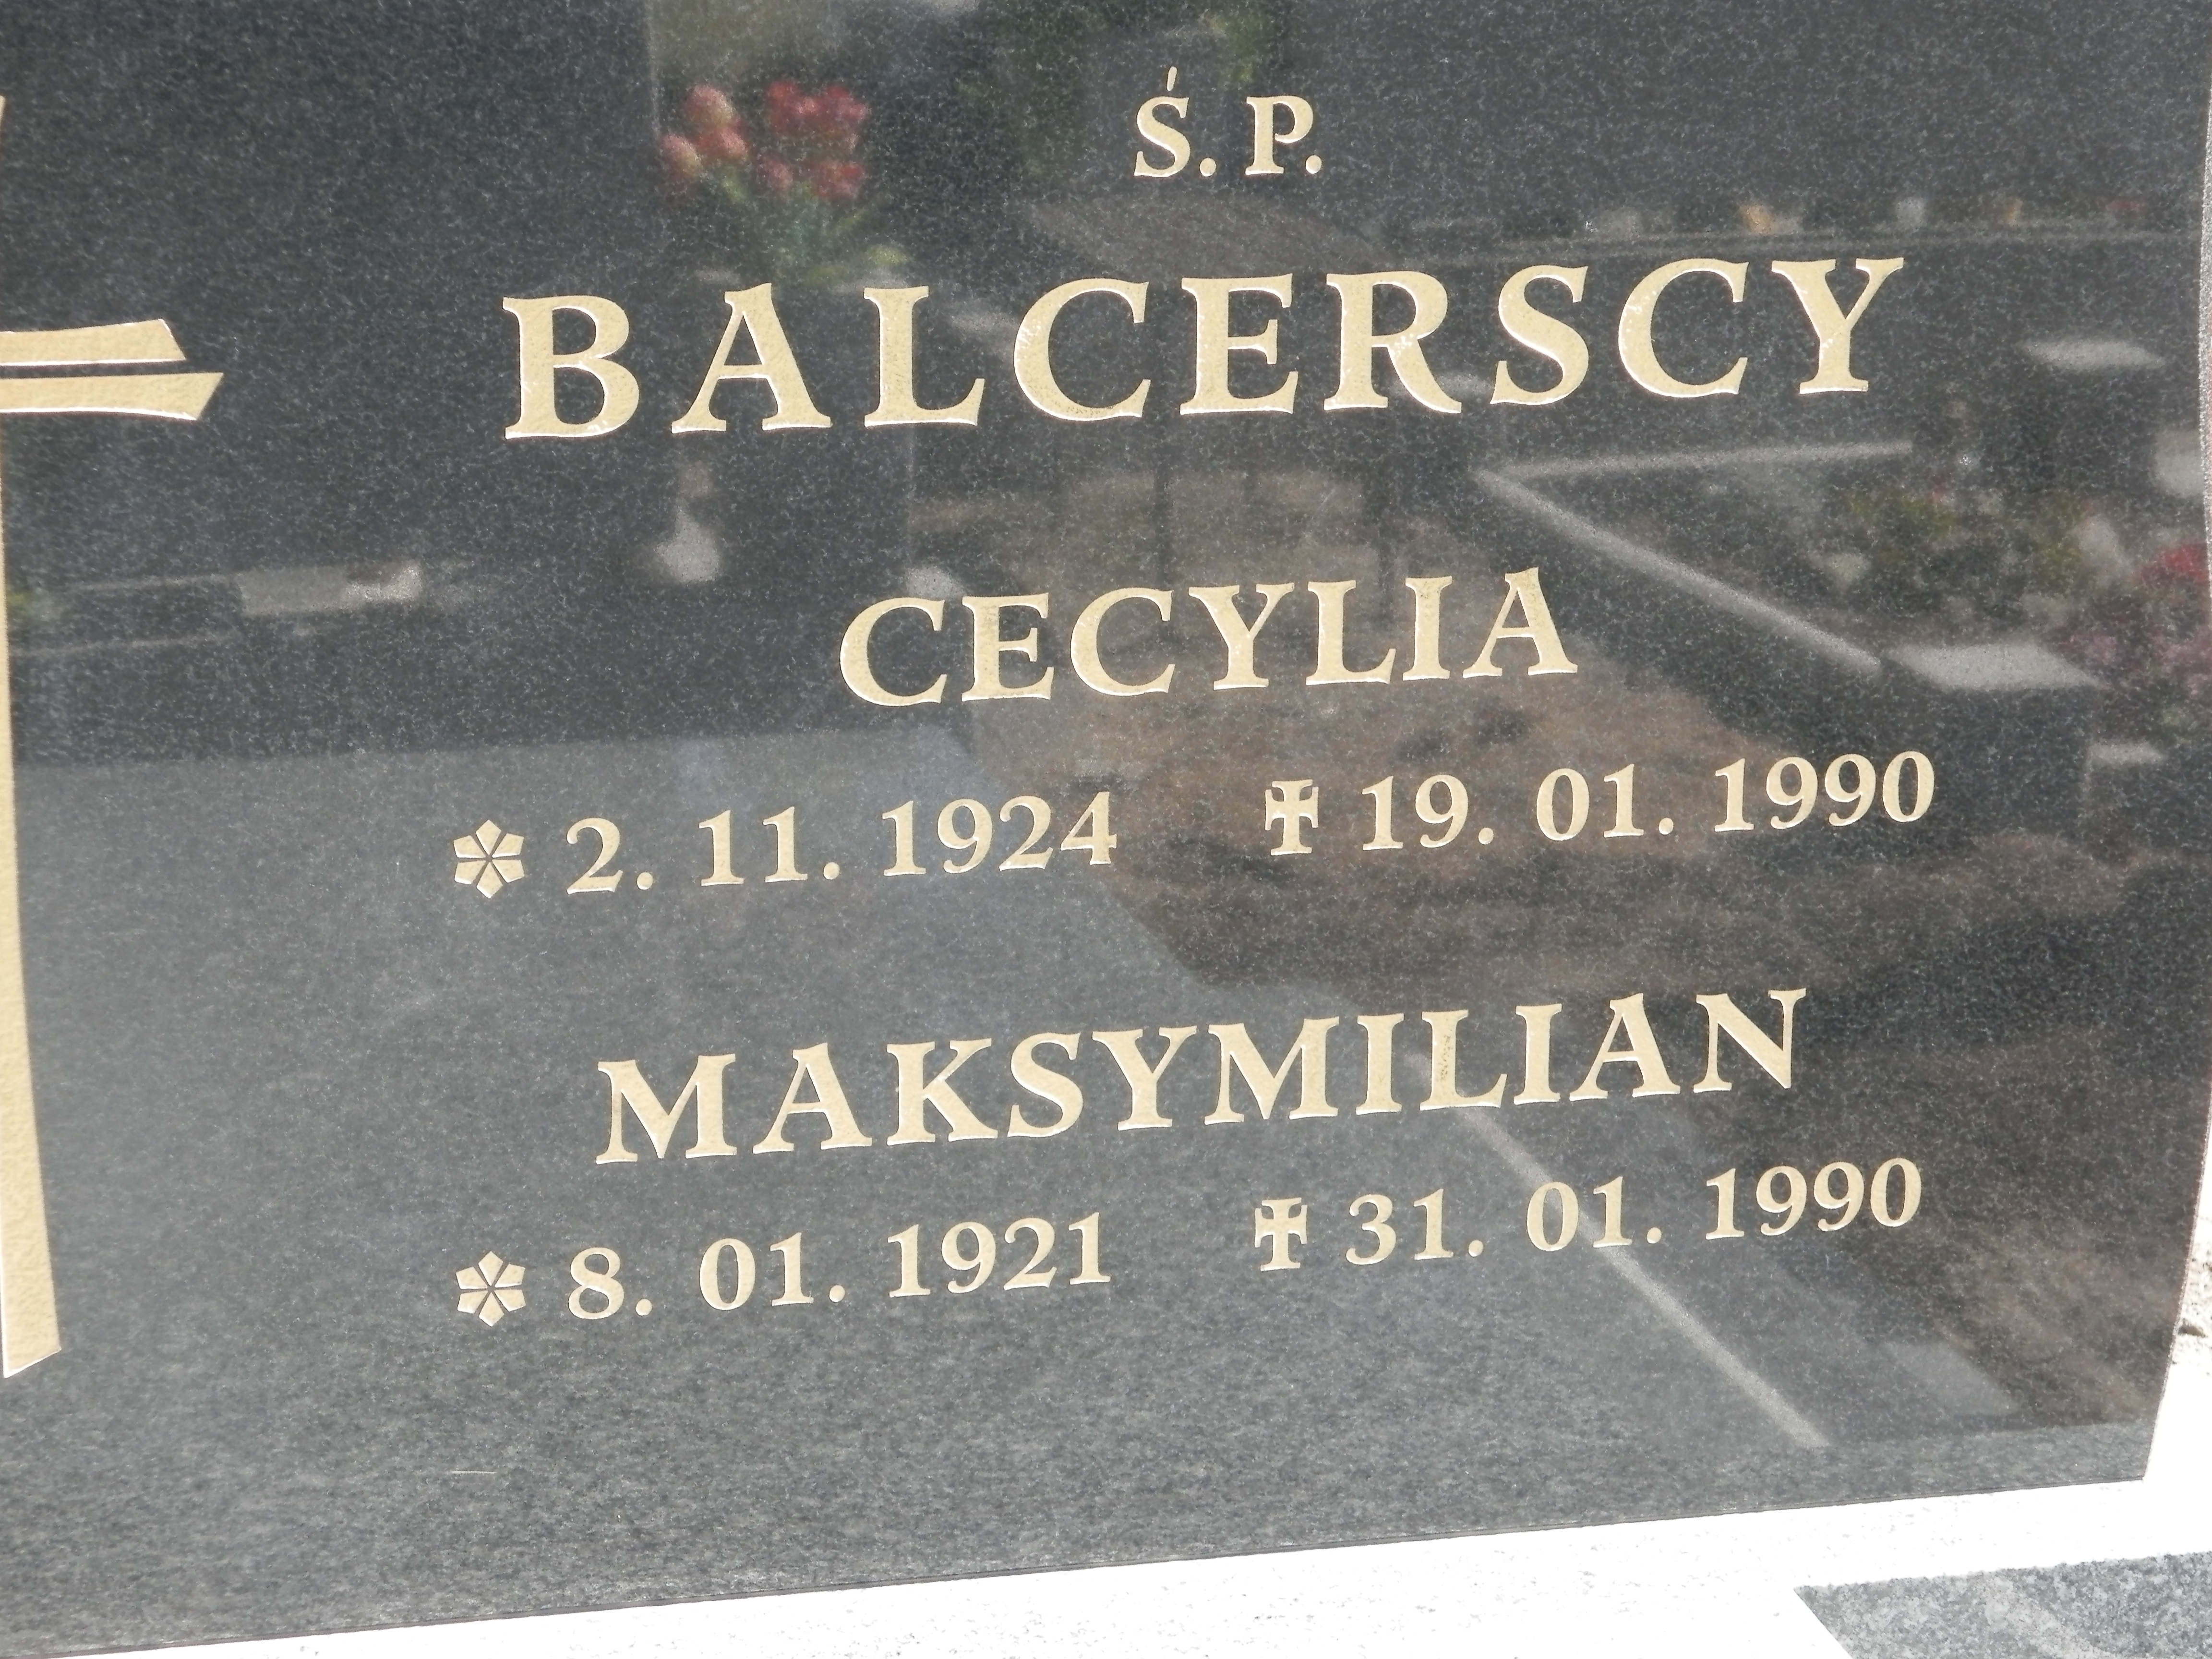 Ś. P.
BALCERSCY
CECYLIA
✽ 2. 11. 1924 ✠ 19. 01. 1990
MAKSYMILIAN
✽ 8. 01. 1921 ✠ 31. 01. 1990